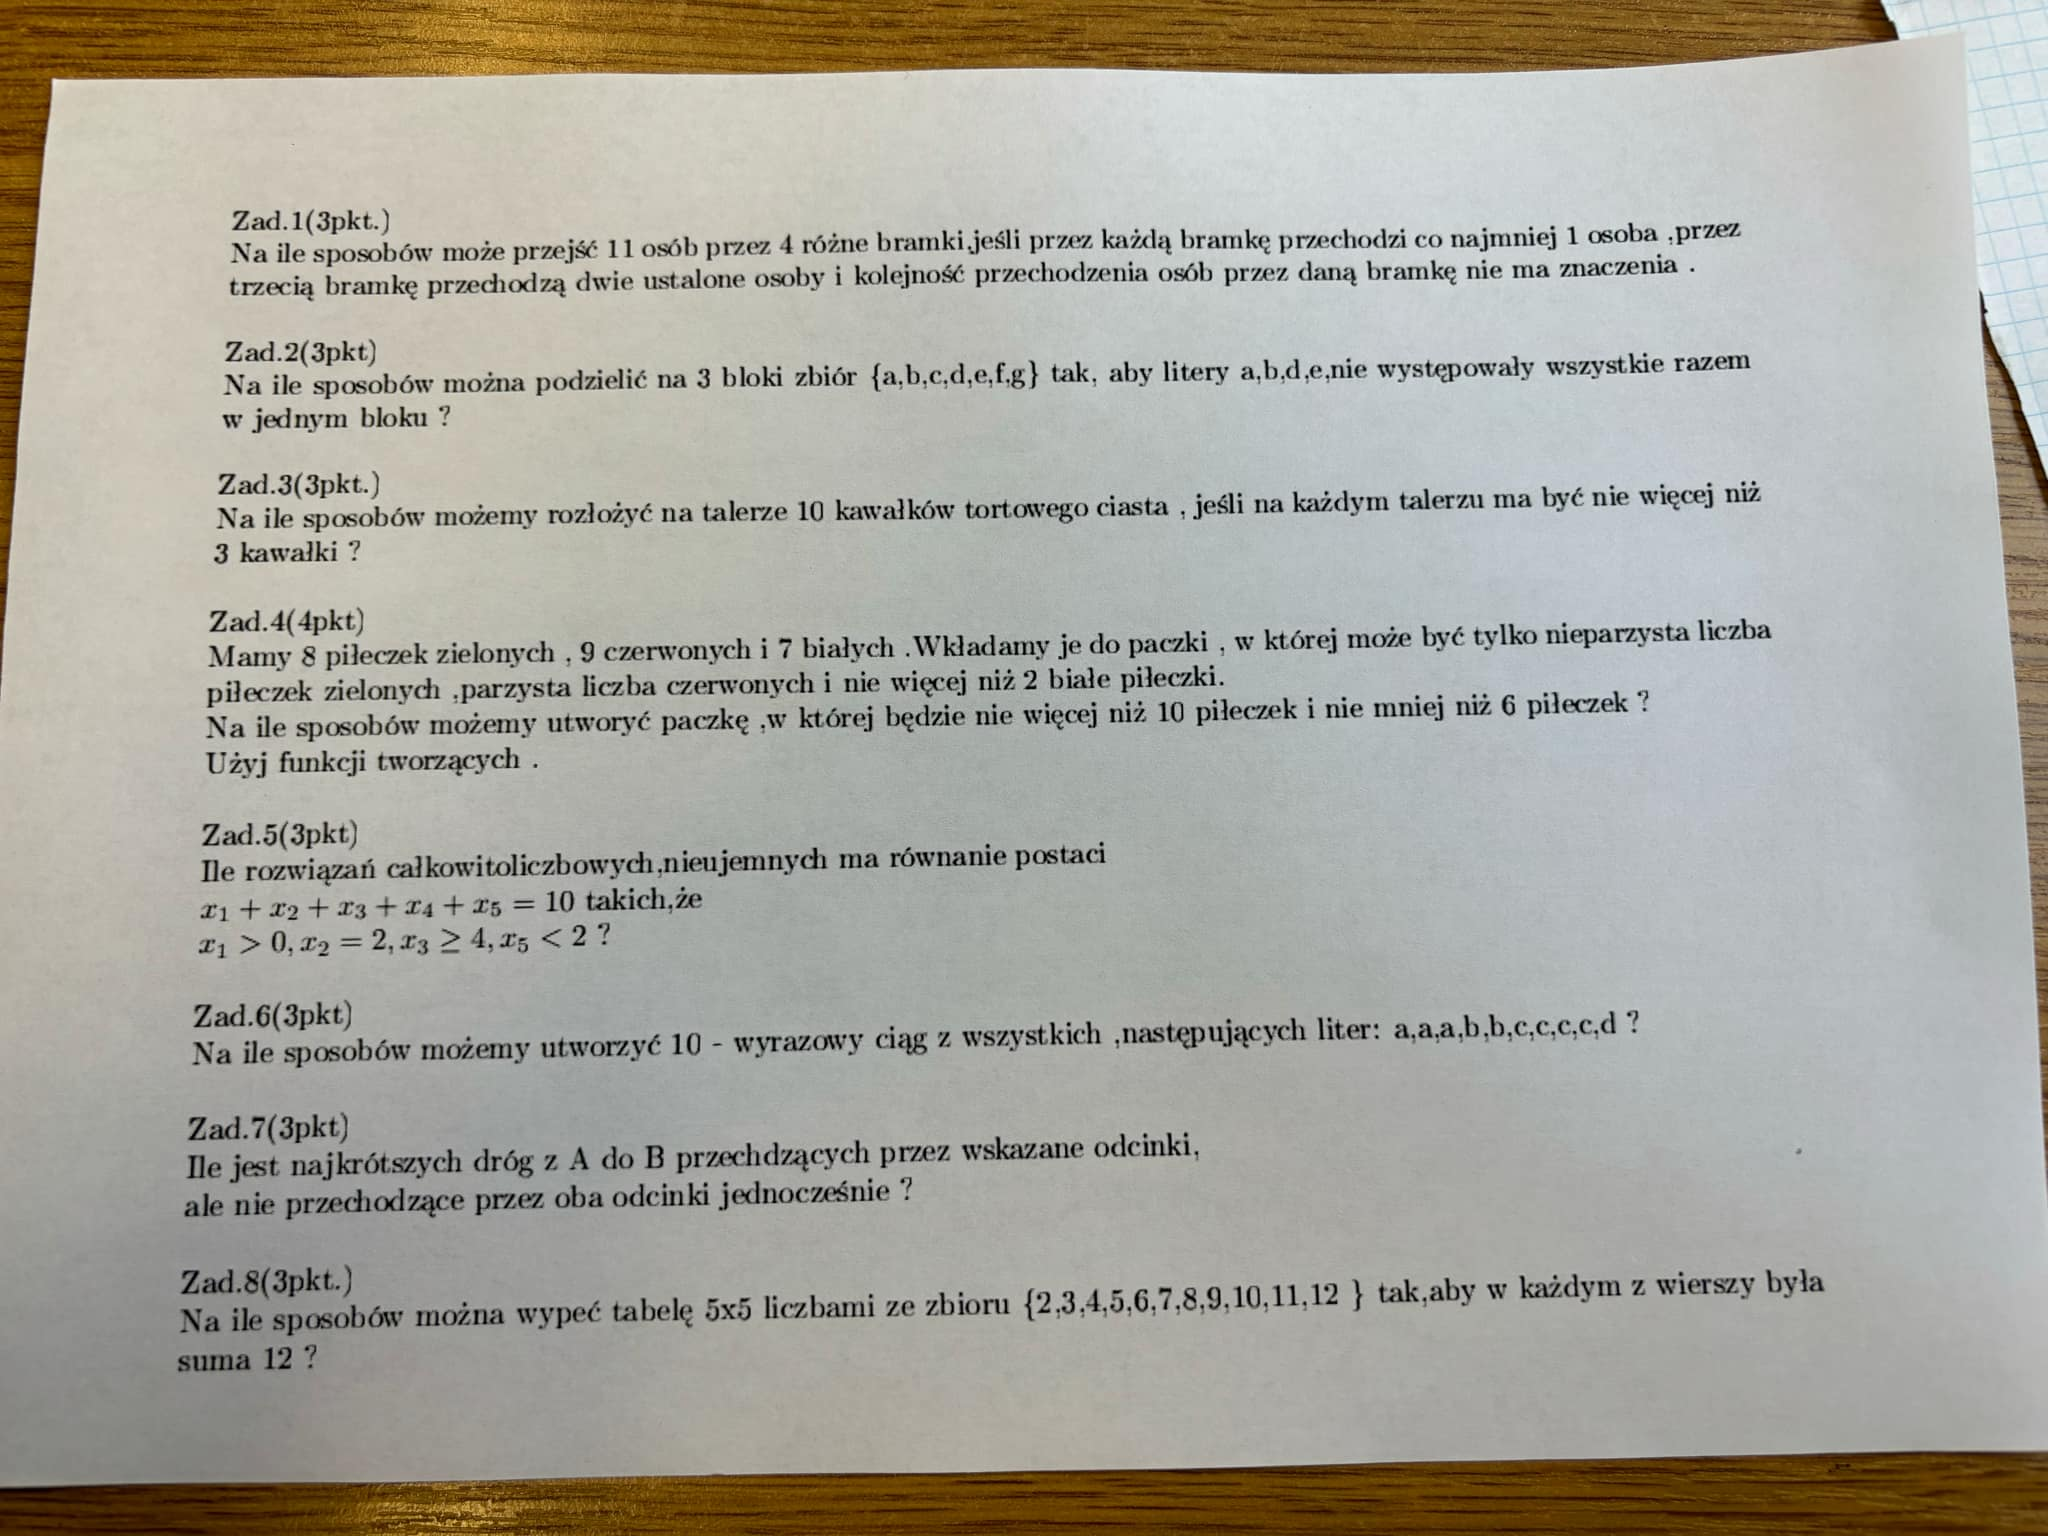 Zad.1(3pkt.)
Na ile sposobów może przejść 11 osób przez 4 różne bramki,jeśli przez każdą bramkę przechodzi co najmniej 1 osoba ,przez
trzecią bramkę przechodzą dwie ustalone osoby i kolejność przechodzenia osób przez daną bramkę nie ma znaczenia .
Zad.2(3pkt)
Na ile sposobów można podzielić na 3 bloki zbiór {a,b,c,d,e,f,g} tak, aby litery a,b,d,e,nie występowały wszystkie razem
w jednym bloku ?
Zad.3(3pkt.)
Na ile sposobów możemy rozłożyć na talerze 10 kawałków tortowego ciasta , jeśli na każdym talerzu ma być nie więcej niż
3 kawałki ?
Zad.4(4pkt)
Mamy 8 piłeczek zielonych , 9 czerwonych i 7 białych .Wkładamy je do paczki , w której może być tylko nieparzysta liczba
piłeczek zielonych ,parzysta liczba czerwonych i nie więcej niż 2 białe piłeczki.
Na ile sposobów możemy utworyć paczkę ,w której będzie nie więcej niż 10 piłeczek i nie mniej niż 6 piłeczek ?
Użyj funkcji tworzących .
Zad.5(3pkt)
Ile rozwiązań całkowitoliczbowych,nieujemnych ma równanie postaci
x₁ + x₂ + x₃ + x₄ + x₅ = 10 takich,że
x₁ > 0, x₂ = 2, x₃ ≥ 4, x₅ < 2 ?
Zad.6(3pkt)
Na ile sposobów możemy utworzyć 10 - wyrazowy ciąg z wszystkich ,następujących liter: a,a,a,b,b,c,c,c,c,d ?
Zad.7(3pkt)
Ile jest najkrótszych dróg z A do B przechdzących przez wskazane odcinki,
ale nie przechodzące przez oba odcinki jednocześnie ?
Zad.8(3pkt.)
Na ile sposobów można wypeć tabelę 5x5 liczbami ze zbioru {2,3,4,5,6,7,8,9,10,11,12 } tak,aby w każdym z wierszy była
suma 12 ?